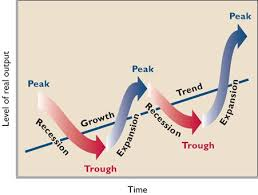 Peak
Peak
Peak
Growth
Trend
Recession
Expansion
Recession
Expansion
Trough
Trough
Level of real output
Time